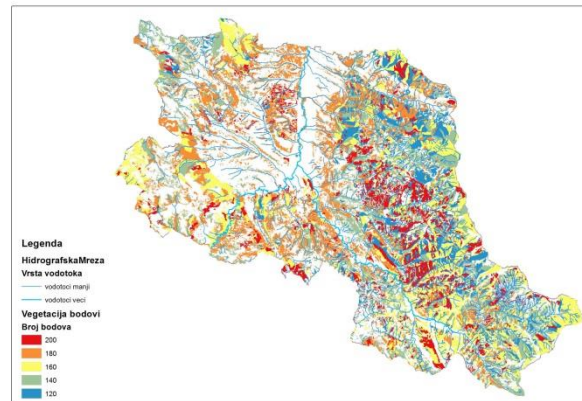 Legenda
HidrografskaMreza
Vrsta vodotoka
vodotoci manji
vodotoci veci
Vegetacija bodovi
Broj bodova
200
180
160
140
120